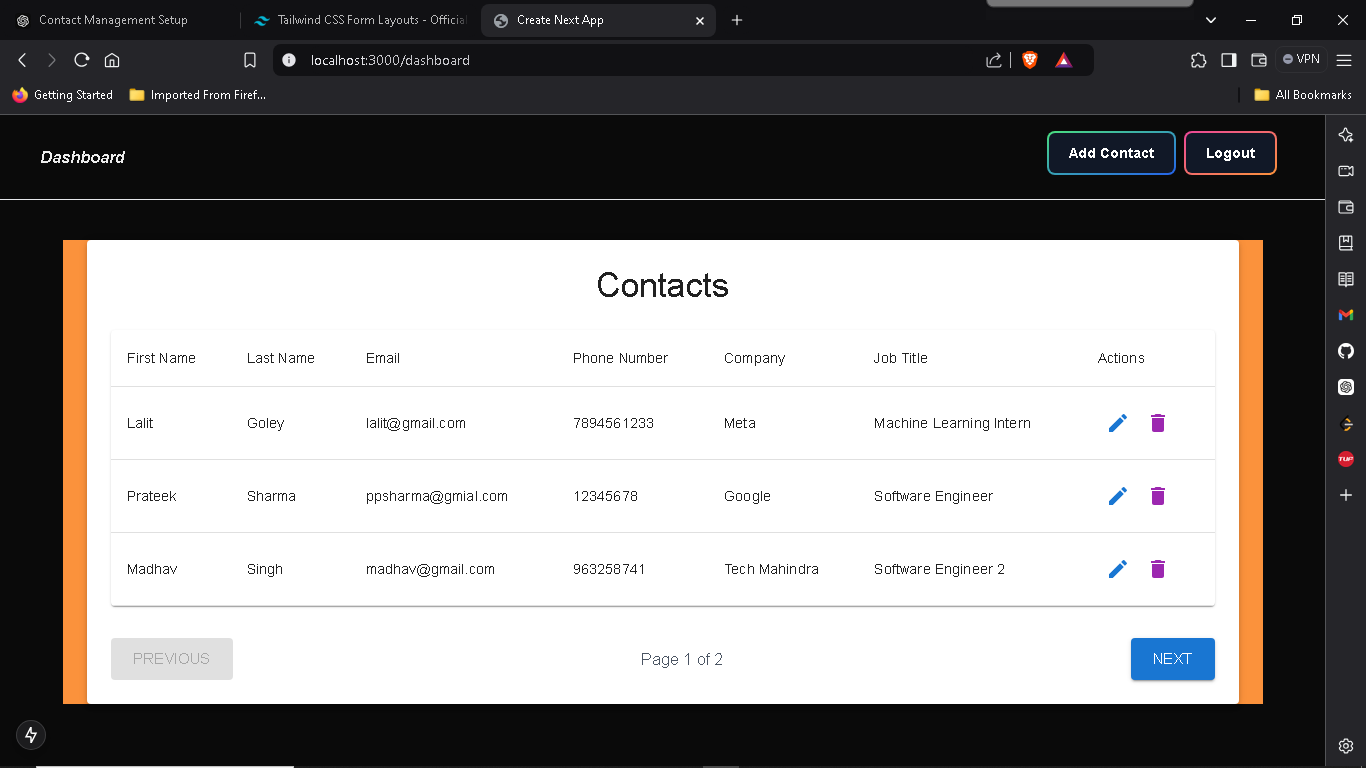 Contact Management Setup
Tailwind CSS Form Layouts - Official
Create Next App
localhost:3000/dashboard
VPN
Getting Started
Imported From Firef...
All Bookmarks
Dashboard
Add Contact
Logout
Contacts
First Name Last Name Email Phone Number Company Job Title Actions
Lalit Goley lalit@gmail.com 7894561233 Meta Machine Learning Intern
Prateek Sharma ppsharma@gmial.com 12345678 Google Software Engineer
Madhav Singh madhav@gmail.com 963258741 Tech Mahindra Software Engineer 2
PREVIOUS
Page 1 of 2
NEXT
TUF